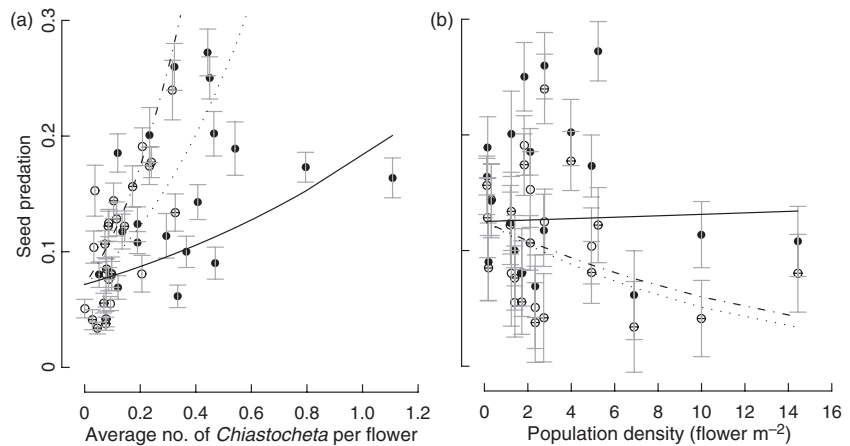 (a)
(b)
0.3
0.2
0.1
0
Seed predation
0 0.2 0.4 0.6 0.8 1.0 1.2
Average no. of Chiastocheta per flower
0 2 4 6 8 10 12 14 16
Population density (flower m⁻²)